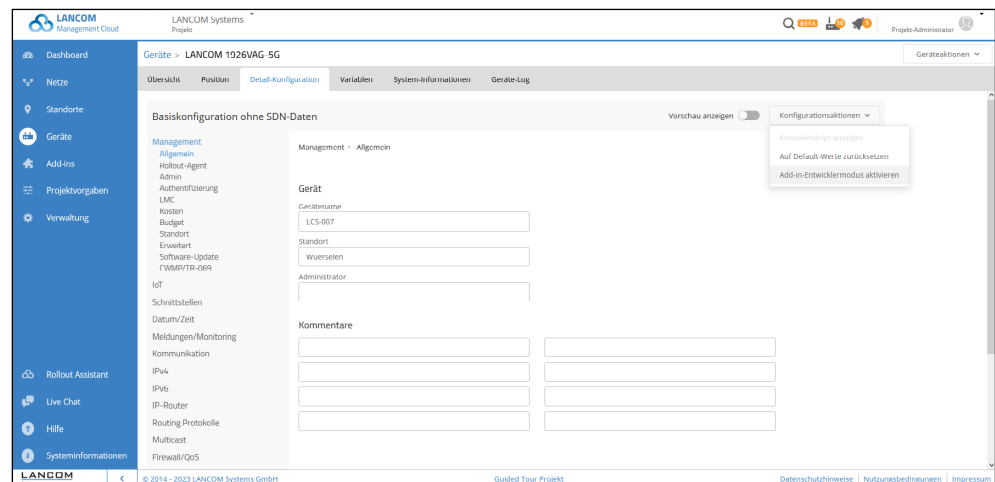 LANCOM
Management Cloud
LANCOM Systems
Projekt
BETA
10
5
Projekt-Administrator
Dashboard
Netze
Standorte
Geräte
Add-ins
Projektvorgaben
Verwaltung
Rollout Assistant
Live Chat
Hilfe
Systeminformationen
LANCOM
Geräte > LANCOM 1926VAG-5G
Geräteaktionen
Übersicht Position Detail-Konfiguration Variablen System-Informationen Geräte-Log
Basiskonfiguration ohne SDN-Daten
Vorschau anzeigen
Konfigurationsaktionen
Konsolenskript anzeigen
Auf Default-Werte zurücksetzen
Add-in-Entwicklermodus aktivieren
Management
Allgemein
Rollout-Agent
Admin
Authentifizierung
LMC
Kosten
Budget
Standort
Erweitert
Software-Update
CWMP/TR-069
IoT
Schnittstellen
Datum/Zeit
Meldungen/Monitoring
Kommunikation
IPv4
IPv6
IP-Router
Routing Protokolle
Multicast
Firewall/QoS
Management > Allgemein
Gerät
Gerätename
LCS-007
Standort
Wuerselen
Administrator
Kommentare
© 2014 - 2023 LANCOM Systems GmbH
Guided Tour Projekt
Datenschutzhinweise | Nutzungsbedingungen | Impressum